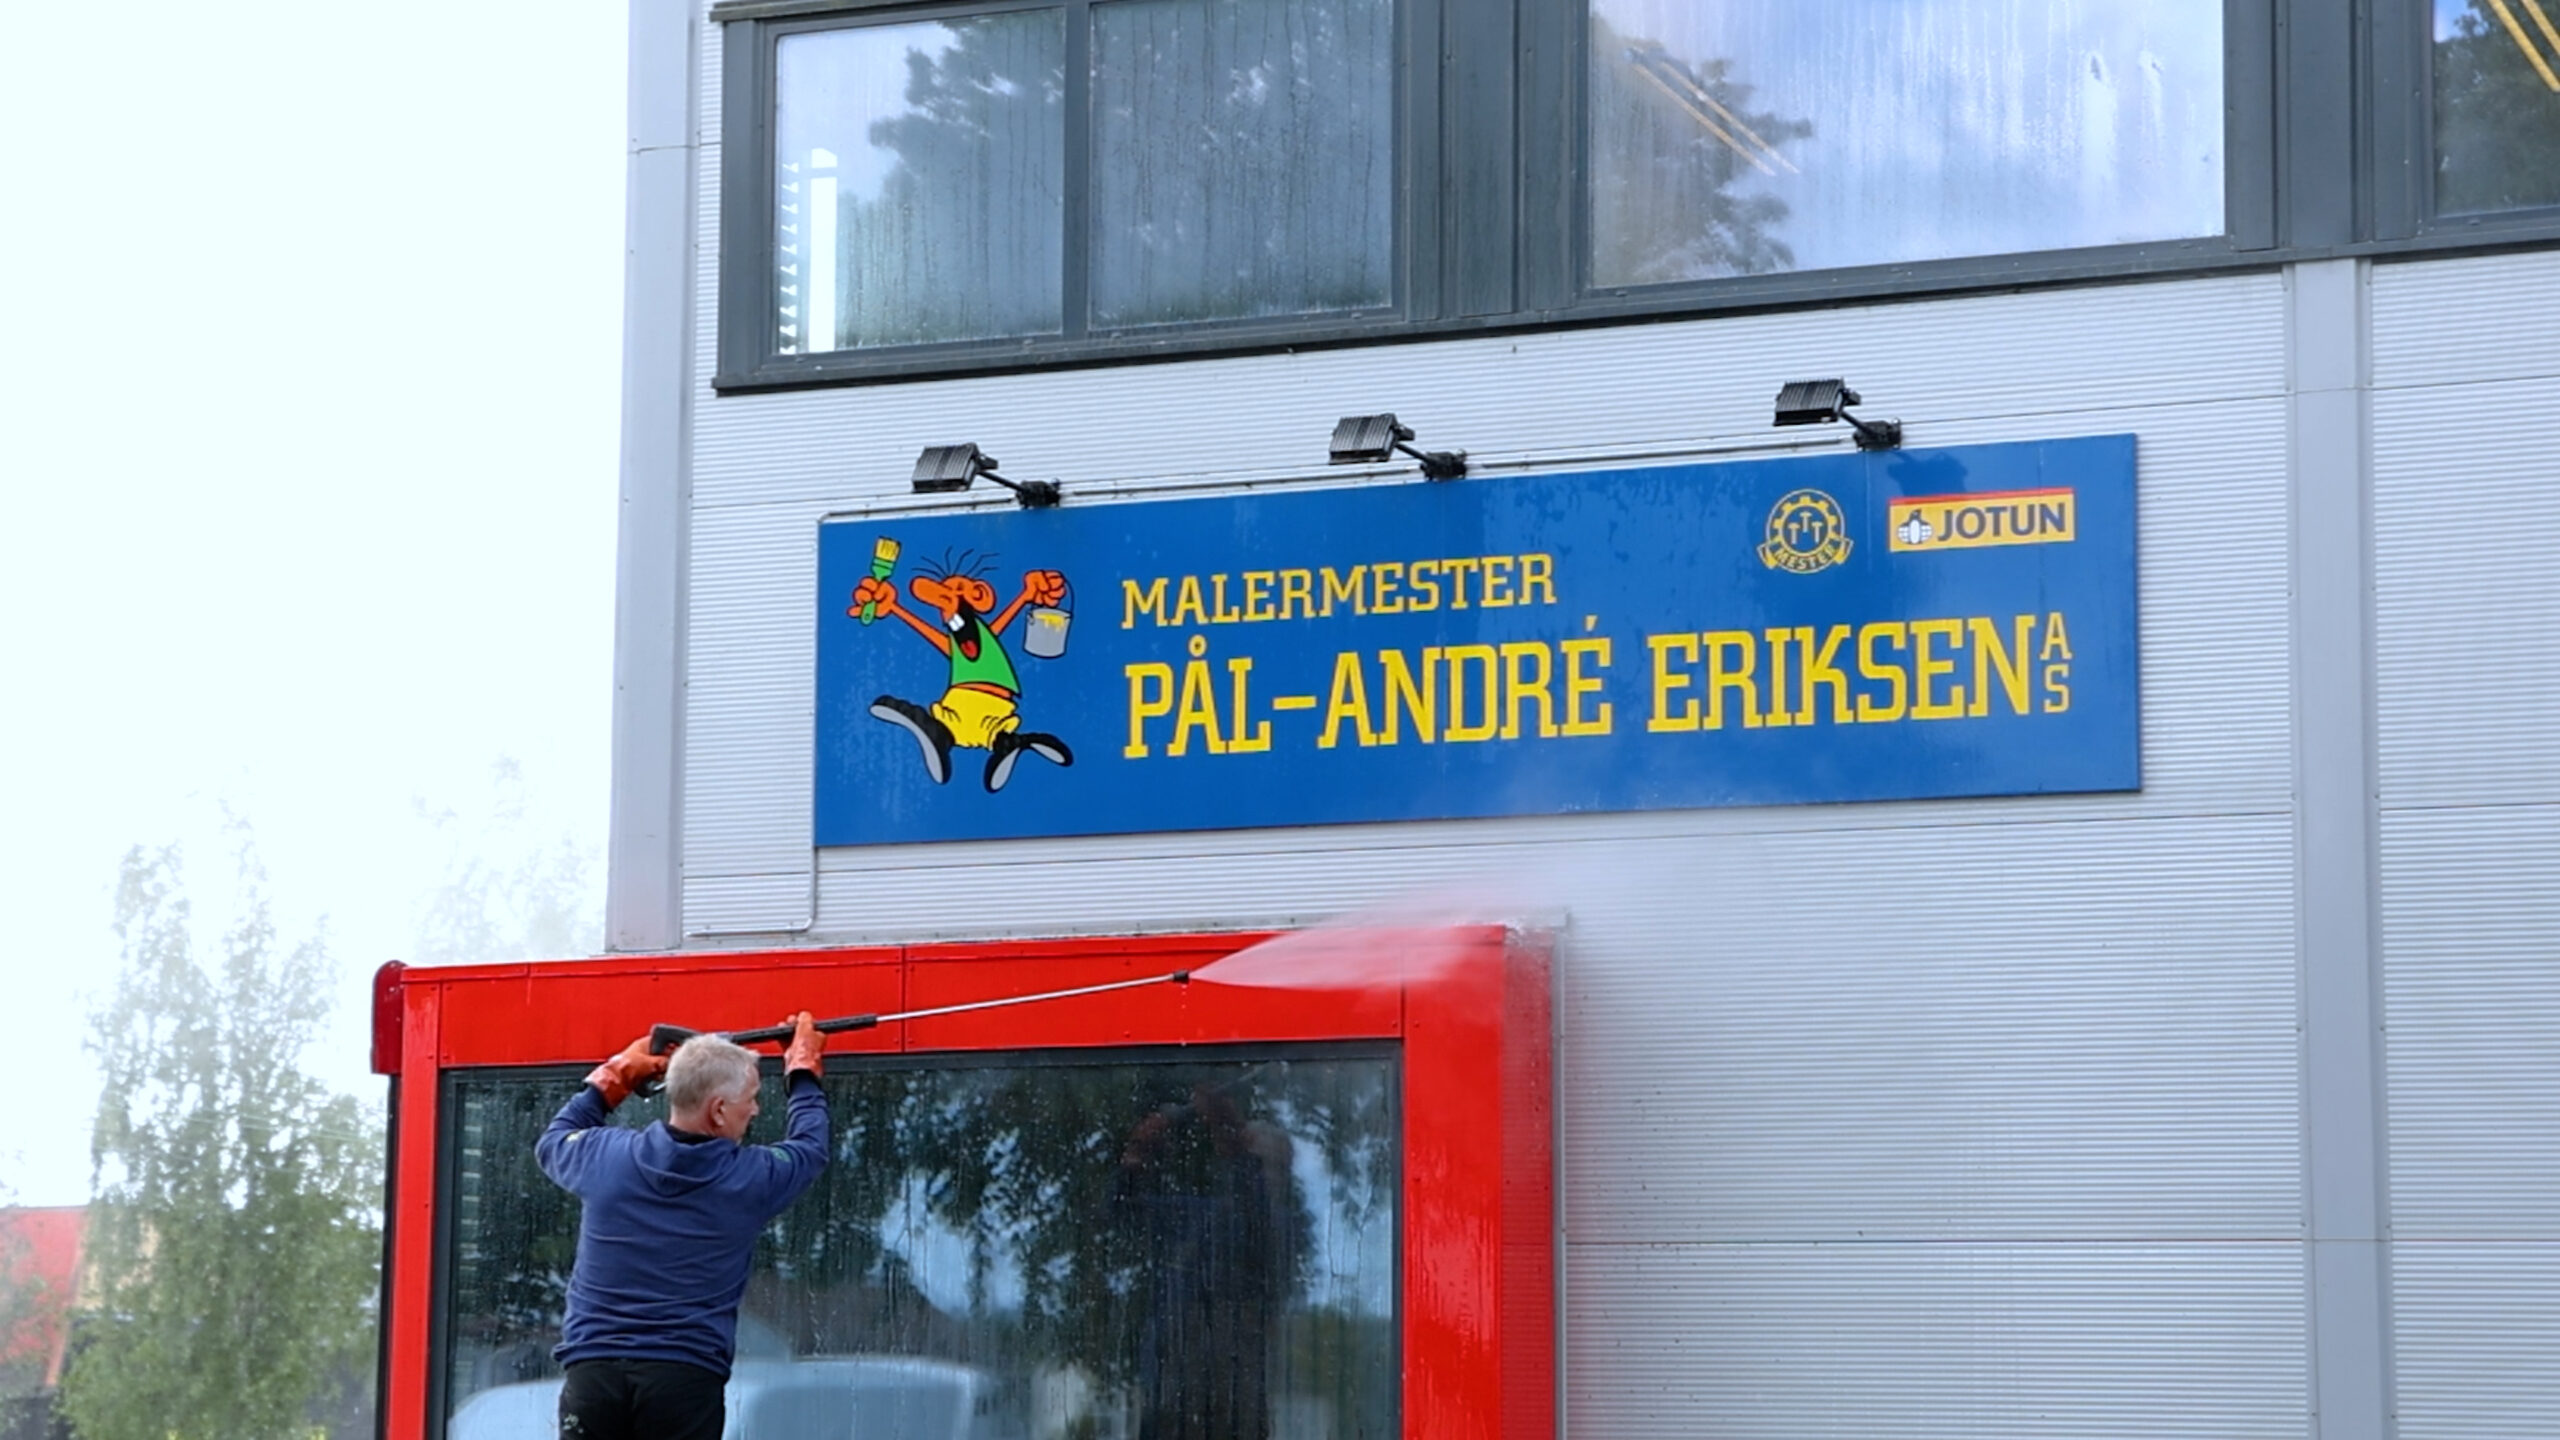 MESTER
JOTUN
MALERMESTER
PÅL-ANDRÉ ERIKSEN AS